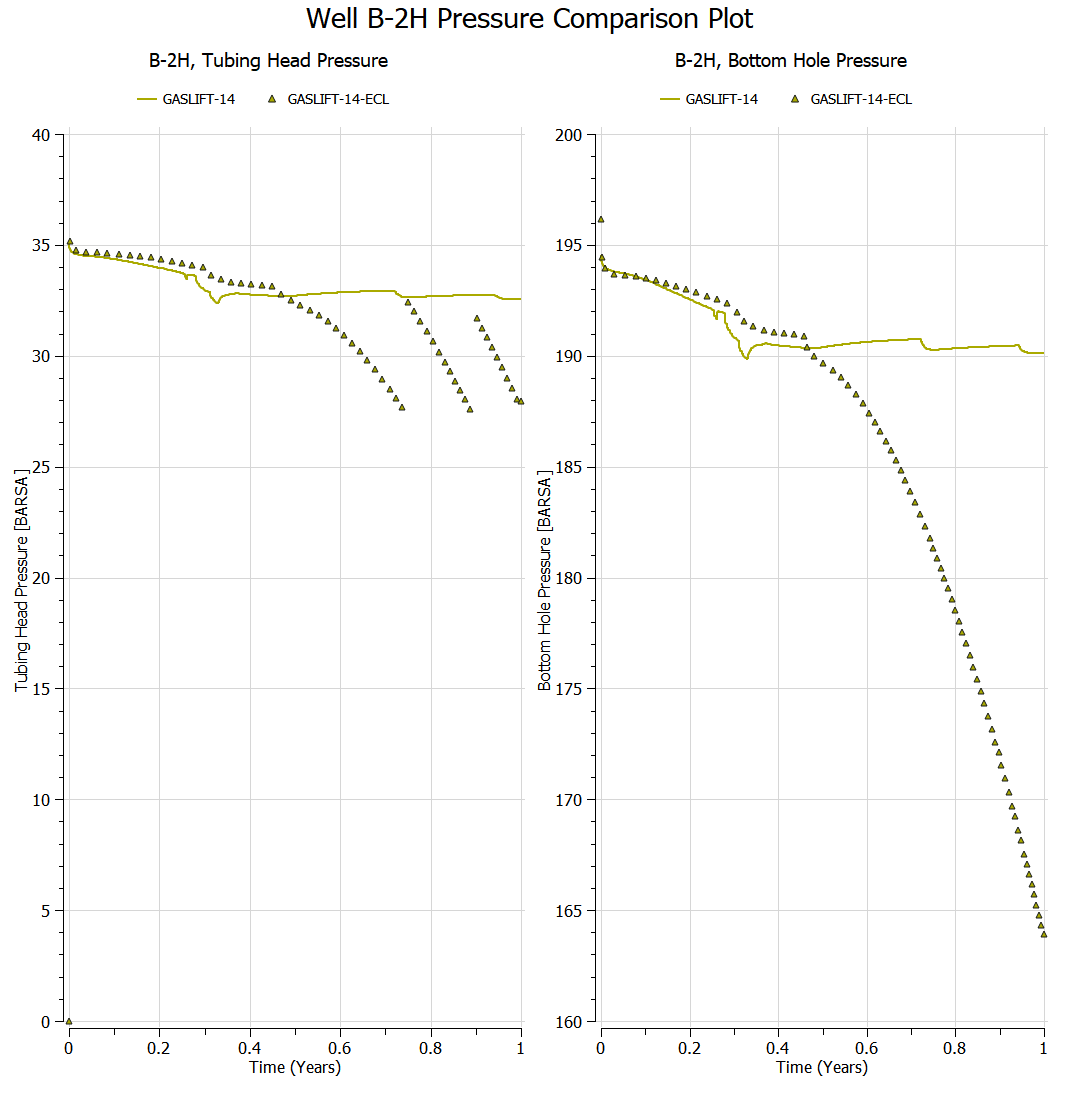 Well B-2H Pressure Comparison Plot
B-2H, Tubing Head Pressure
GASLIFT-14 GASLIFT-14-ECL
Tubing Head Pressure [BARSA]
40
35
30
25
20
15
10
5
0
0 0.2 0.4 0.6 0.8 1
Time (Years)
B-2H, Bottom Hole Pressure
GASLIFT-14 GASLIFT-14-ECL
Bottom Hole Pressure [BARSA]
200
195
190
185
180
175
170
165
160
0 0.2 0.4 0.6 0.8 1
Time (Years)